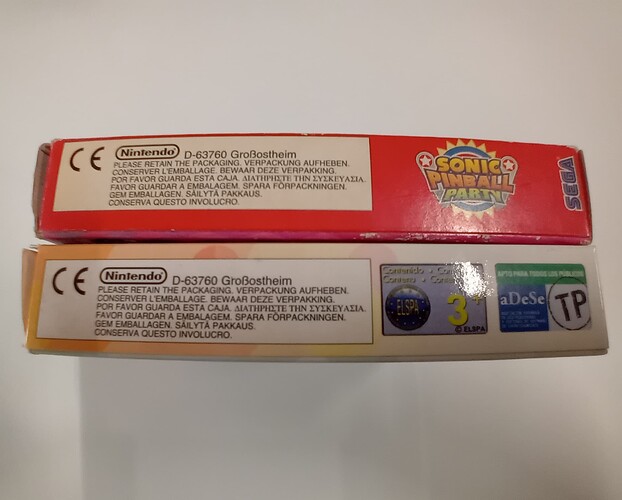 CE Nintendo D-63760 Großostheim
PLEASE RETAIN THE PACKAGING. VERPACKUNG AUFHEBEN.
CONSERVER L'EMBALLAGE. BEWAAR DEZE VERPAKKING.
POR FAVOR GUARDA ESTA CAJA. ΔΙΑΤΗΡΗΣΤΕ ΤΗΝ ΣΥΣΚΕΥΑΣΙΑ.
FAVOR GUARDAR A EMBALAGEM. SPARA FÖRPACKNINGEN.
GEM EMBALLAGEN. SÄILYTÄ PAKKAUS.
CONSERVA QUESTO INVOLUCRO.
SONIC
PINBALL
PARTY
SEGA
CE Nintendo D-63760 Großostheim
PLEASE RETAIN THE PACKAGING. VERPACKUNG AUFHEBEN.
CONSERVER L'EMBALLAGE. BEWAAR DEZE VERPAKKING.
POR FAVOR GUARDA ESTA CAJA. ΔΙΑΤΗΡΗΣΤΕ ΤΗΝ ΣΥΣΚΕΥΑΣΙΑ.
FAVOR GUARDAR A EMBALAGEM. SPARA FÖRPACKNINGEN.
GEM EMBALLAGEN. SÄILYTÄ PAKKAUS.
CONSERVA QUESTO INVOLUCRO.
Contenido
ELSPA
3+
© ELSPA
APTO PARA TODOS LOS PÚBLICOS
aDeSe
TP